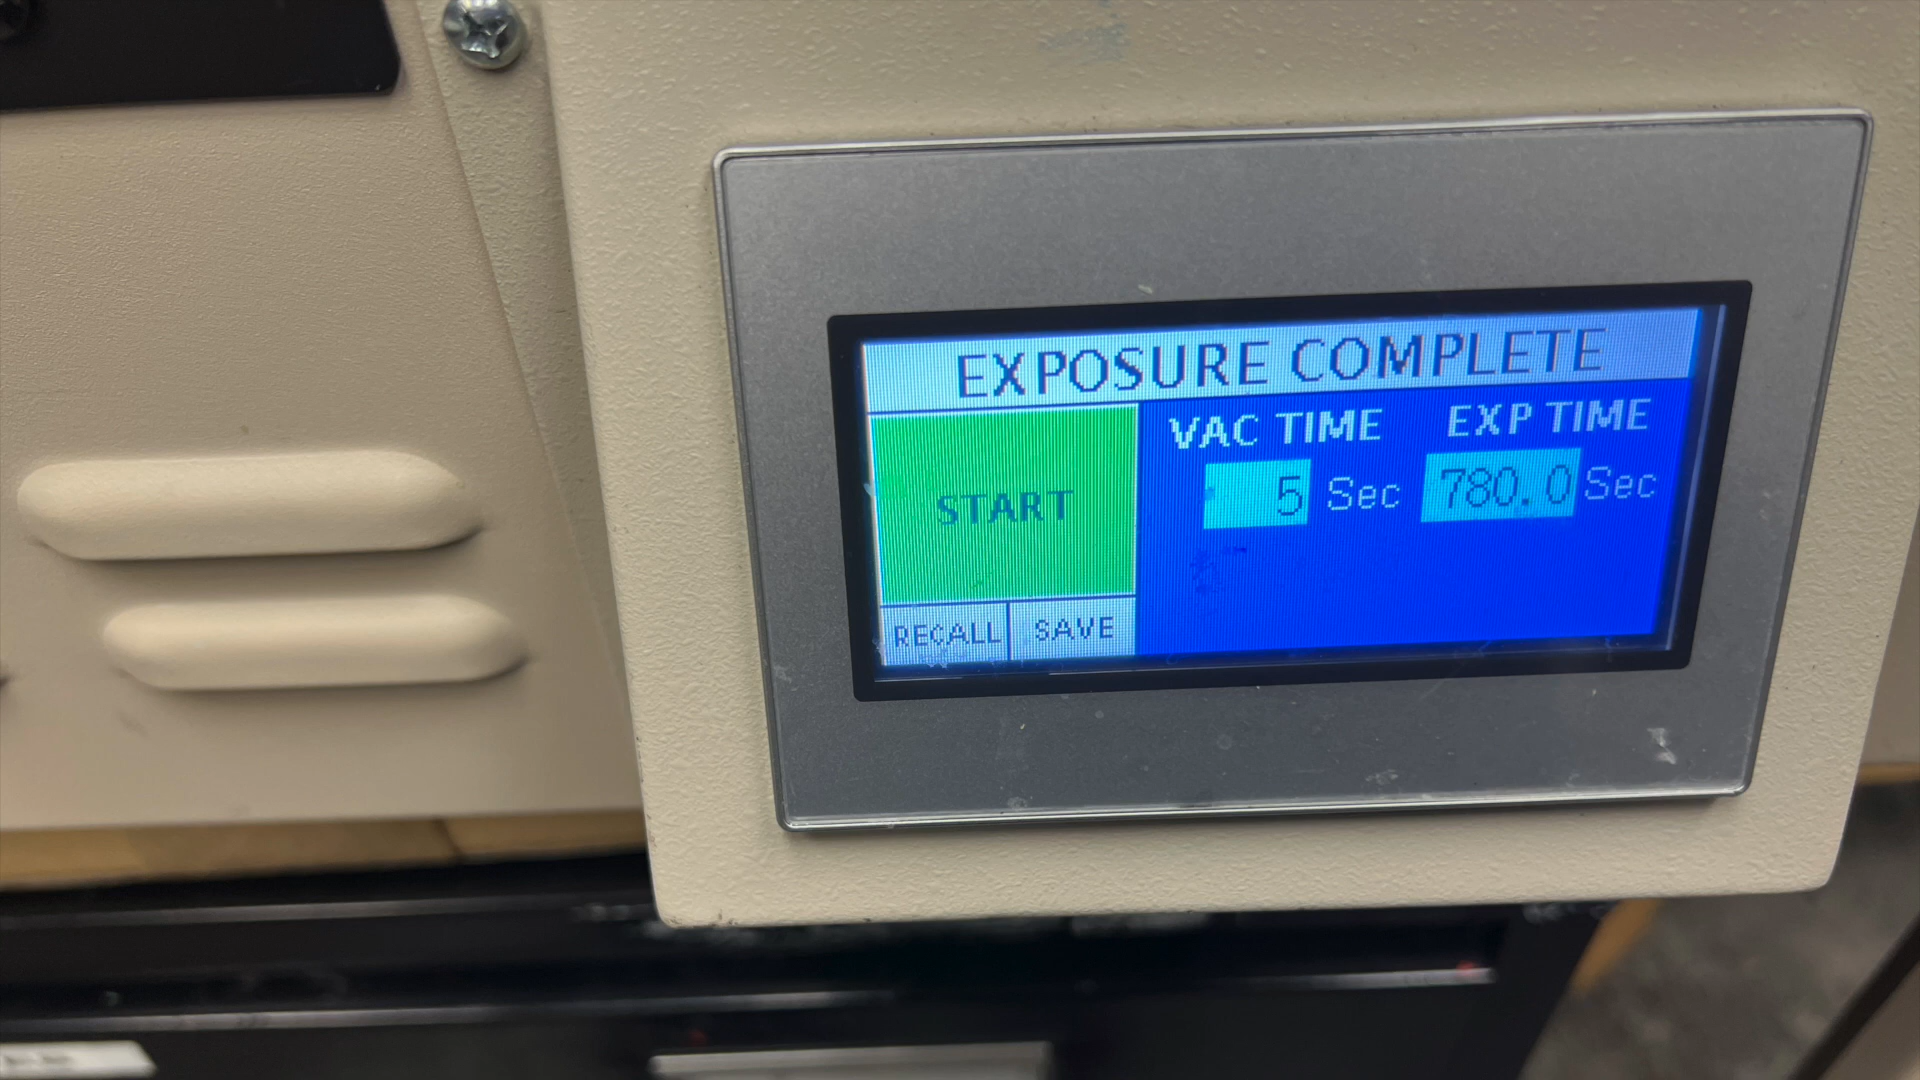 EXPOSURE COMPLETE
VAC TIME EXP TIME
START
5 Sec 780.0 Sec
RECALL SAVE